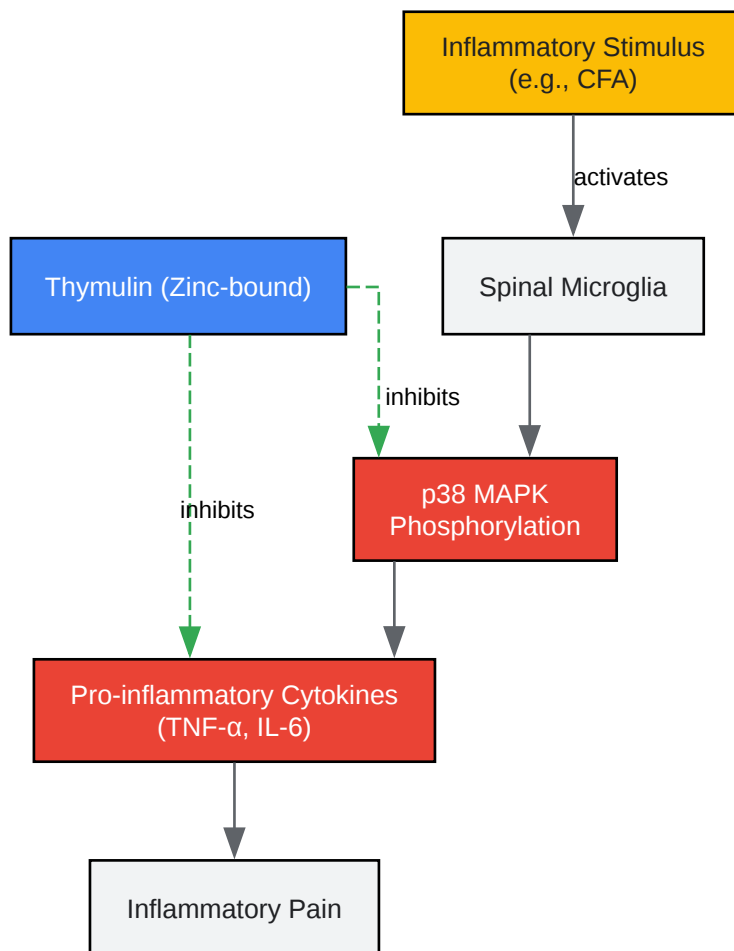 Inflammatory Stimulus
(e.g., CFA)
activates
Thymulin (Zinc-bound)
Spinal Microglia
inhibits
p38 MAPK
Phosphorylation
inhibits
Pro-inflammatory Cytokines
(TNF-α, IL-6)
Inflammatory Pain